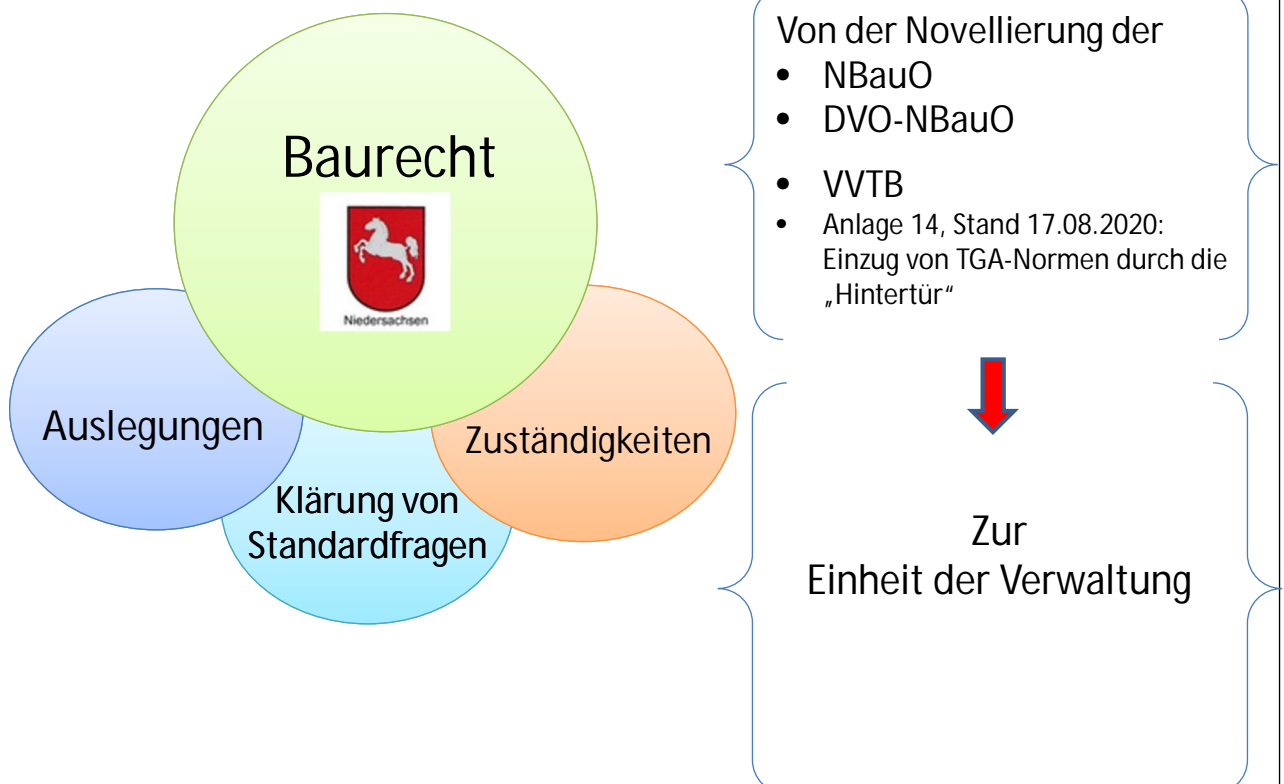 Baurecht
Niedersachsen
Auslegungen
Klärung von
Standardfragen
Zuständigkeiten
Von der Novellierung der
• NBauO
• DVO-NBauO
• VVTB
• Anlage 14, Stand 17.08.2020:
Einzug von TGA-Normen durch die
„Hintertür“
Zur
Einheit der Verwaltung